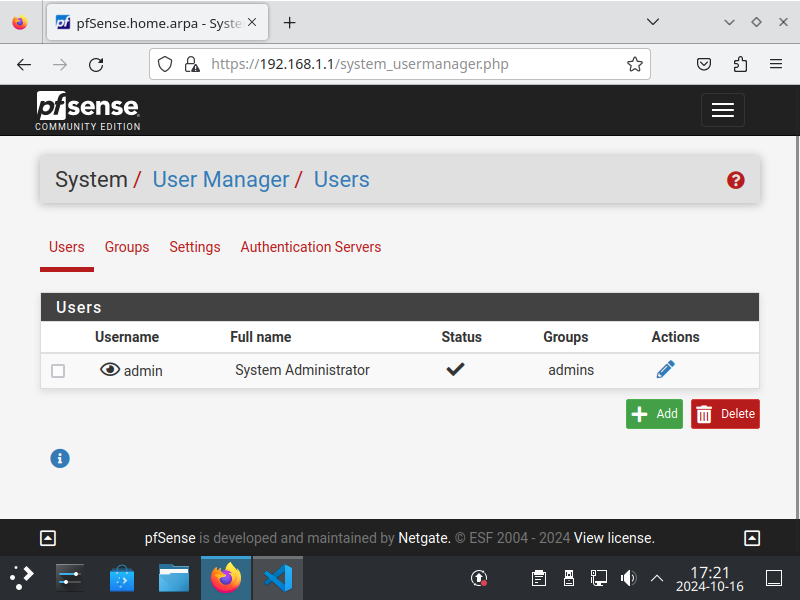 pfSense.home.arpa - Syste
https://192.168.1.1/system_usermanager.php
pfsense
COMMUNITY EDITION
System / User Manager / Users
Users Groups Settings Authentication Servers
Users
Username Full name Status Groups Actions
admin System Administrator admins
Add Delete
pfSense is developed and maintained by Netgate. © ESF 2004 - 2024 View license.
17:21
2024-10-16